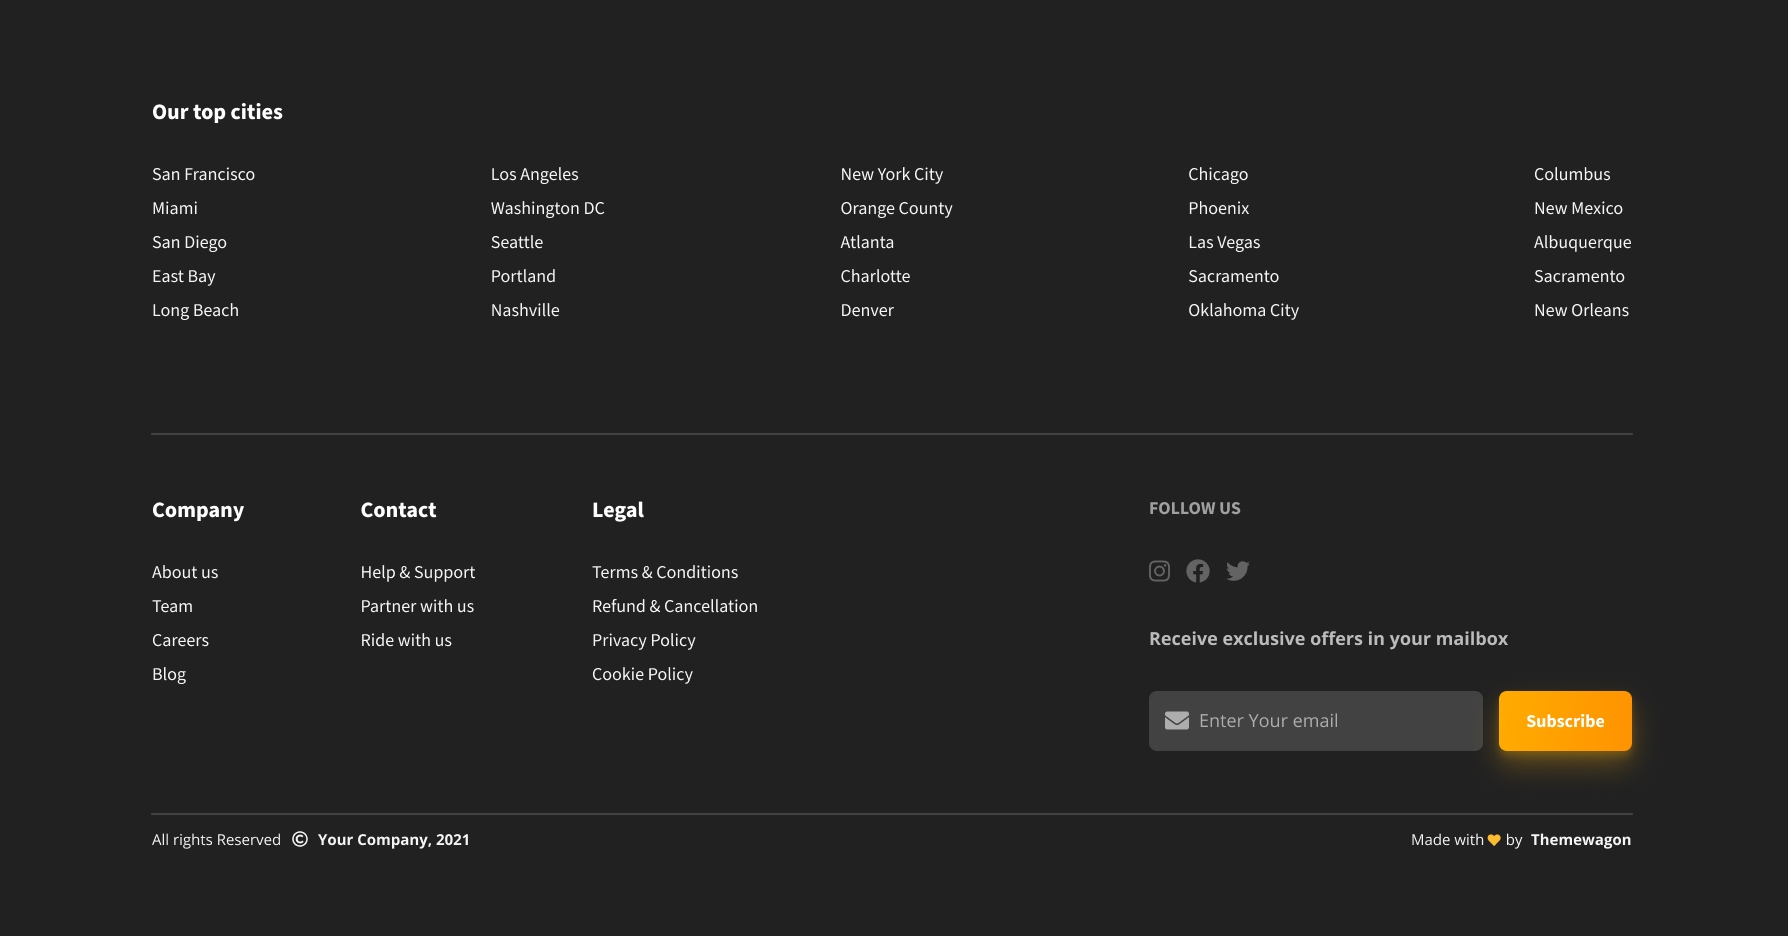 Our top cities
San Francisco
Miami
San Diego
East Bay
Long Beach
Los Angeles
Washington DC
Seattle
Portland
Nashville
New York City
Orange County
Atlanta
Charlotte
Denver
Chicago
Phoenix
Las Vegas
Sacramento
Oklahoma City
Columbus
New Mexico
Albuquerque
Sacramento
New Orleans
Company
About us
Team
Careers
Blog
Contact
Help & Support
Partner with us
Ride with us
Legal
Terms & Conditions
Refund & Cancellation
Privacy Policy
Cookie Policy
FOLLOW US
Receive exclusive offers in your mailbox
Enter Your email
Subscribe
All rights Reserved © Your Company, 2021
Made with 🧡 by Themewagon